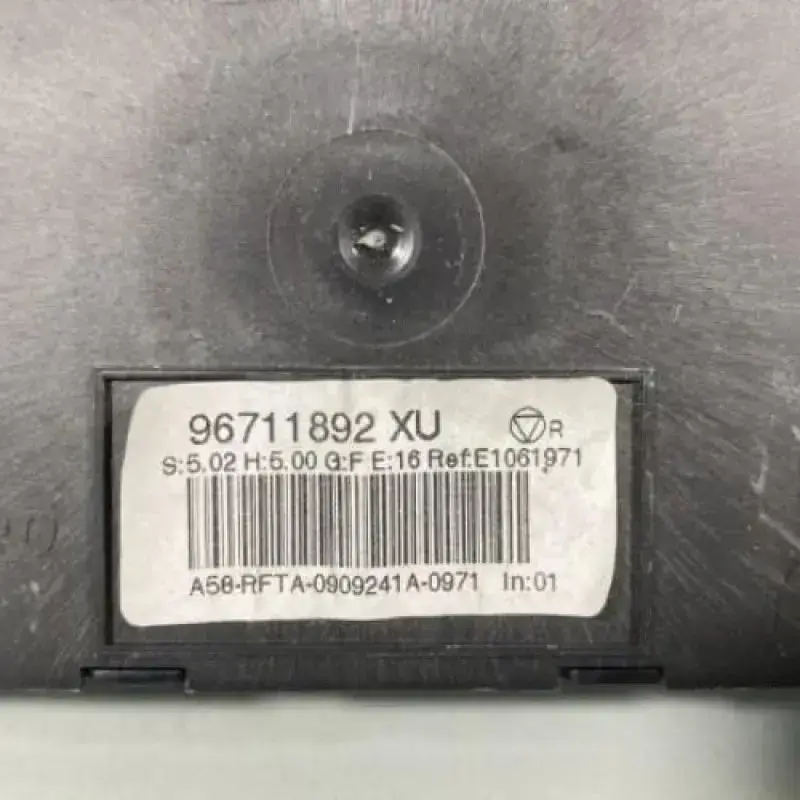 96711892 XU R
S:5.02 H:5.00 G:F E:16 Ref:E1061971
A58-RFTA-0909241A-0971 In:01